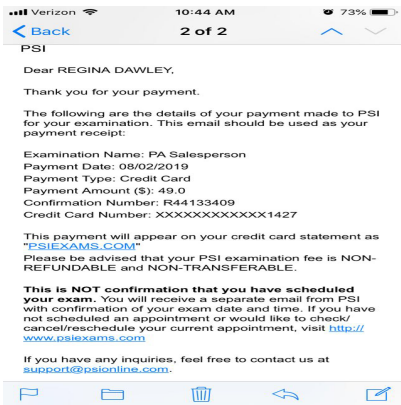 Verizon 10:44 AM 73%
Back 2 of 2
PSI
Dear REGINA DAWLEY,
Thank you for your payment.
The following are the details of your payment made to PSI
for your examination. This email should be used as your
payment receipt:
Examination Name: PA Salesperson
Payment Date: 08/02/2019
Payment Type: Credit Card
Payment Amount ($): 49.0
Confirmation Number: R44133409
Credit Card Number: XXXXXXXXXXXX1427
This payment will appear on your credit card statement as
"PSIEXAMS.COM"
Please be advised that your PSI examination fee is NON-
REFUNDABLE and NON-TRANSFERABLE.
This is NOT confirmation that you have scheduled
your exam. You will receive a separate email from PSI
with confirmation of your exam date and time. If you have
not scheduled an appointment or would like to check/
cancel/reschedule your current appointment, visit http://
www.psiexams.com
If you have any inquiries, feel free to contact us at
support@psionline.com.